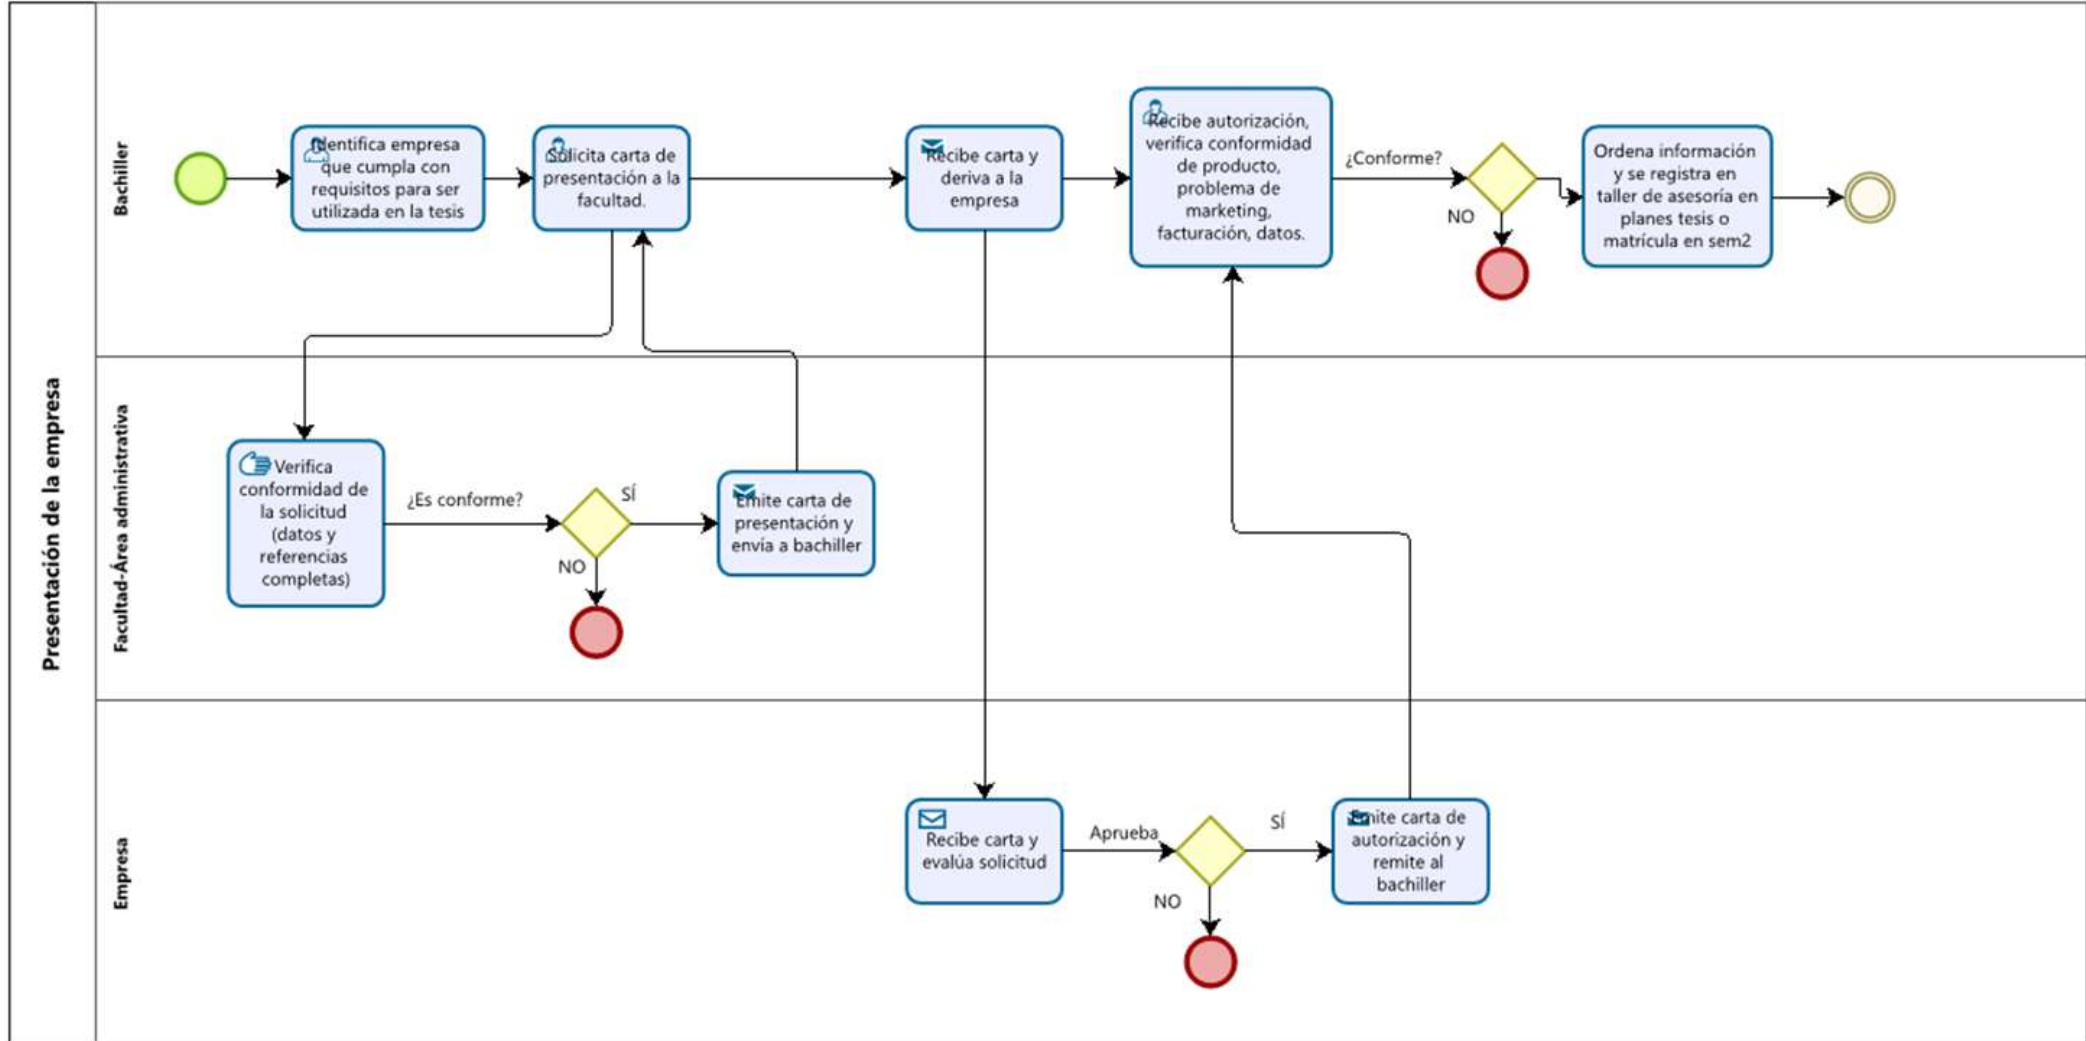 Presentación de la empresa
Bachiller
Identifica empresa
que cumpla con
requisitos para ser
utilizada en la tesis
Solicita carta de
presentación a la
facultad.
Recibe carta y
deriva a la
empresa
Recibe autorización,
verifica conformidad
de producto,
problema de
marketing,
facturación, datos.
¿Conforme?
NO
Ordena información
y se registra en
taller de asesoría en
planes tesis o
matrícula en sem2
Facultad-Área administrativa
Verifica
conformidad de
la solicitud
(datos y
referencias
completas)
¿Es conforme?
SÍ
NO
Emite carta de
presentación y
envía a bachiller
Empresa
Recibe carta y
evalúa solicitud
Aprueba
SÍ
NO
Emite carta de
autorización y
remite al
bachiller